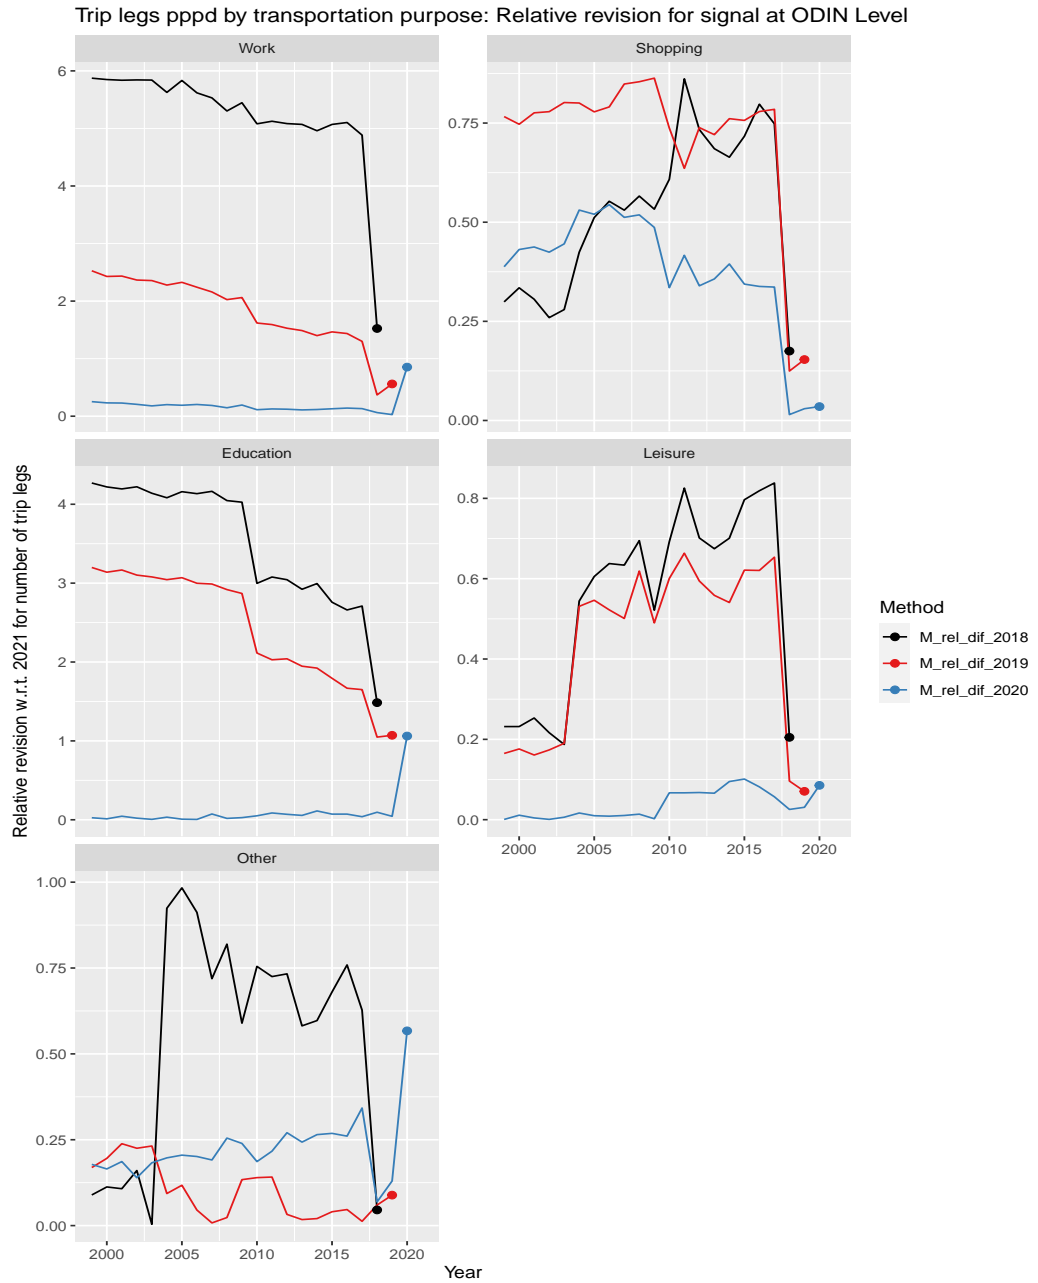 Trip legs pppd by transportation purpose: Relative revision for signal at ODIN Level
Work
6
4
2
0
Shopping
0.75
0.50
0.25
0.00
Education
4
3
2
1
0
Leisure
0.8
0.6
0.4
0.2
0.0
2000 2005 2010 2015 2020
Other
1.00
0.75
0.50
0.25
0.00
2000 2005 2010 2015 2020
Year
Relative revision w.r.t. 2021 for number of trip legs
Method
M_rel_dif_2018
M_rel_dif_2019
M_rel_dif_2020